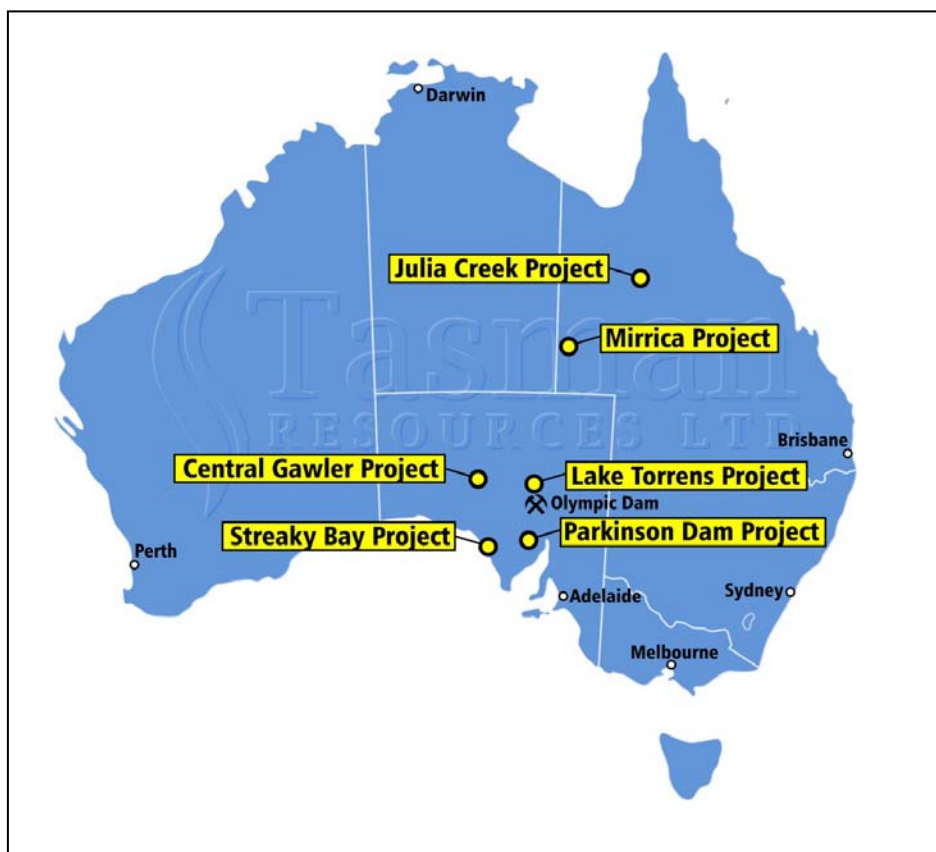 Darwin
Julia Creek Project
Mirrica Project
Tasman
RESOURCES LTD
Brisbane
Central Gawler Project
Lake Torrens Project
Olympic Dam
Streaky Bay Project
Parkinson Dam Project
Perth
Adelaide
Sydney
Melbourne